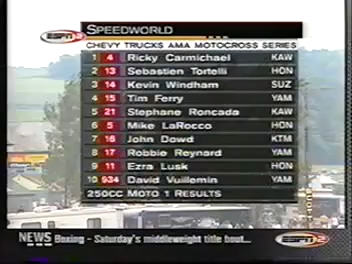 ESPN2
SPEEDWORLD
CHEVY TRUCKS AMA MOTOCROSS SERIES
1 4 Ricky Carmichael KAW
2 13 Sebastien Tortelli HON
3 14 Kevin Windham SUZ
4 15 Tim Ferry YAM
5 21 Stephane Roncada KAW
6 5 Mike LaRocco HON
7 16 John Dowd KTM
8 17 Robbie Reynard YAM
9 11 Ezra Lusk HON
10 934 David Vuillemin YAM
250CC MOTO 1 RESULTS
NEWS Boxing - Saturday's middleweight title bout...
ESPN2